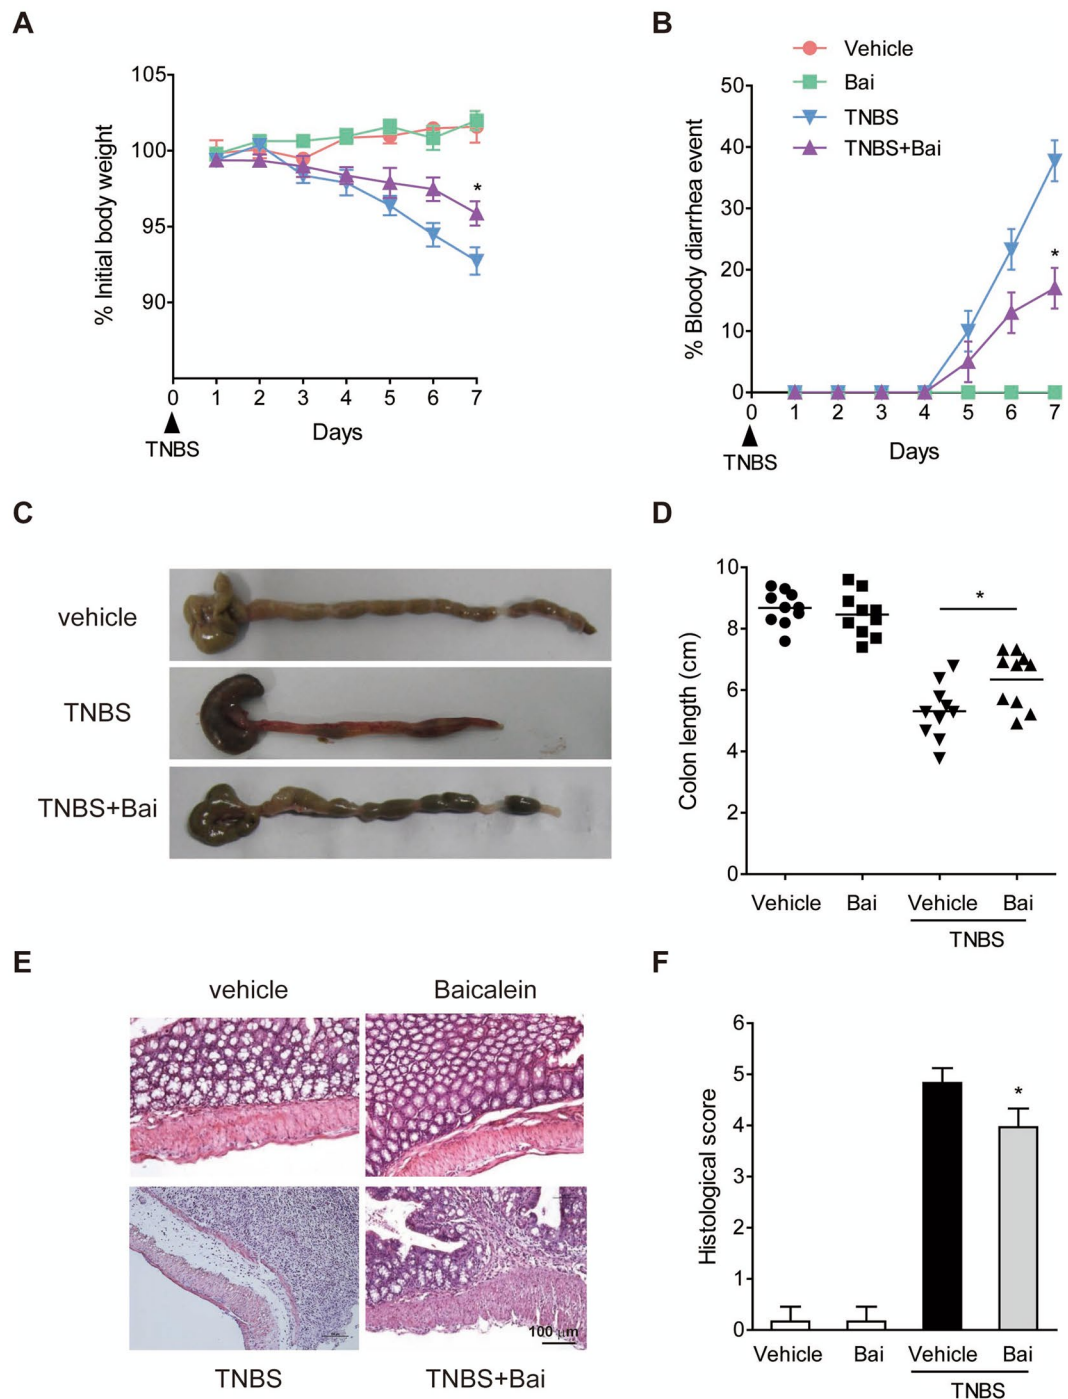 A
105
100
95
90
% Initial body weight
*
0 1 2 3 4 5 6 7
TNBS
Days
B
Vehicle
Bai
TNBS
TNBS+Bai
50
40
30
20
10
0
% Bloody diarrhea event
*
0 1 2 3 4 5 6 7
TNBS
Days
C
vehicle
TNBS
TNBS+Bai
D
10
8
6
4
2
0
Colon length (cm)
*
Vehicle Bai Vehicle Bai
TNBS
E
vehicle Baicalein
100 µm
TNBS TNBS+Bai
F
6
5
4
3
2
1
0
Histological score
*
Vehicle Bai Vehicle Bai
TNBS